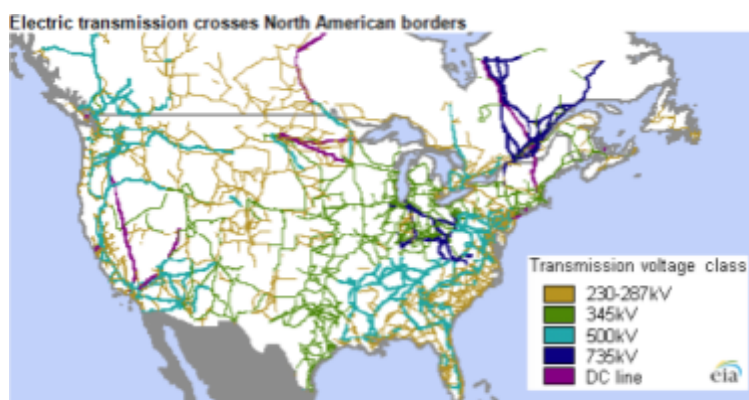 Electric transmission crosses North American borders
Transmission voltage class
230-287kV
345kV
500kV
735kV
DC line
eia